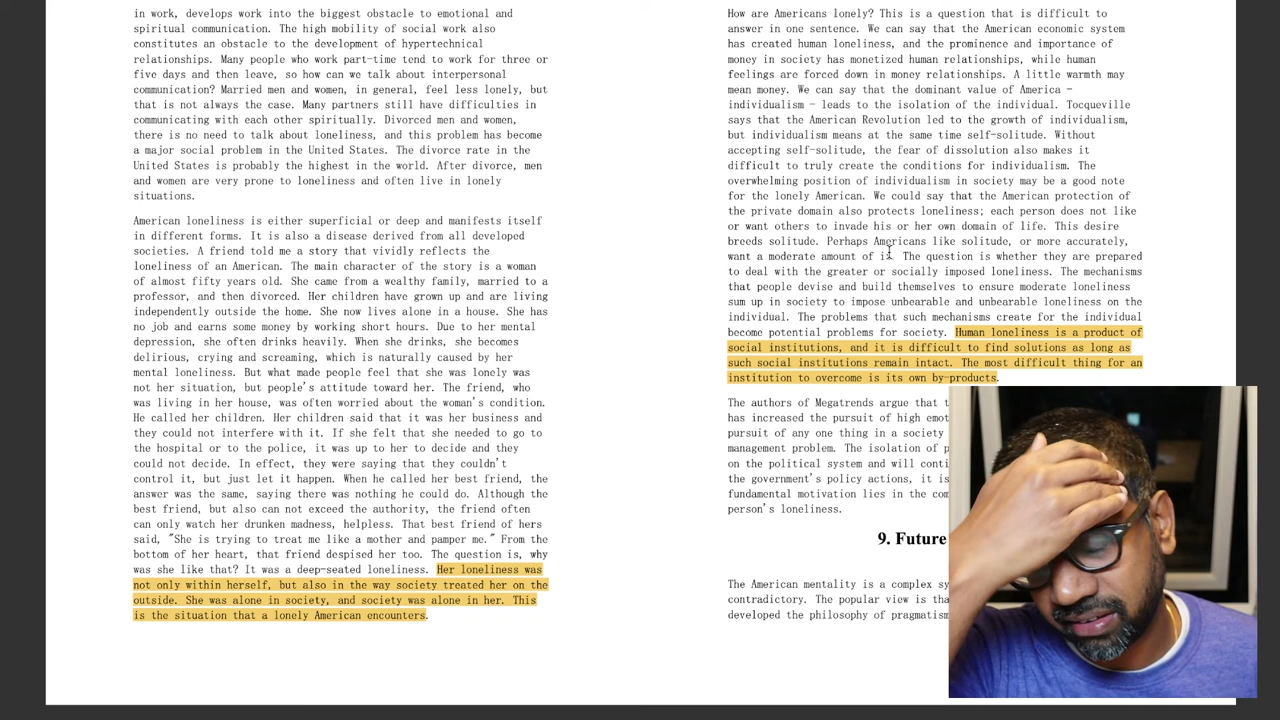 in work, develops work into the biggest obstacle to emotional and
spiritual communication. The high mobility of social work also
constitutes an obstacle to the development of hypertechnical
relationships. Many people who work part-time tend to work for three or
five days and then leave, so how can we talk about interpersonal
communication? Married men and women, in general, feel less lonely, but
that is not always the case. Many partners still have difficulties in
communicating with each other spiritually. Divorced men and women,
there is no need to talk about loneliness, and this problem has become
a major social problem in the United States. The divorce rate in the
United States is probably the highest in the world. After divorce, men
and women are very prone to loneliness and often live in lonely
situations.
American loneliness is either superficial or deep and manifests itself
in different forms. It is also a disease derived from all developed
societies. A friend told me a story that vividly reflects the
loneliness of an American. The main character of the story is a woman
of almost fifty years old. She came from a wealthy family, married to a
professor, and then divorced. Her children have grown up and are living
independently outside the home. She now lives alone in a house. She has
no job and earns some money by working short hours. Due to her mental
depression, she often drinks heavily. When she drinks, she becomes
delirious, crying and screaming, which is naturally caused by her
mental loneliness. But what made people feel that she was lonely was
not her situation, but people's attitude toward her. The friend, who
was living in her house, was often worried about the woman's condition.
He called her children. Her children said that it was her business and
they could not interfere with it. If she felt that she needed to go to
the hospital or to the police, it was up to her to decide and they
could not decide. In effect, they were saying that they couldn't
control it, but just let it happen. When he called her best friend, the
answer was the same, saying there was nothing he could do. Although the
best friend, but also can not exceed the authority, the friend often
can only watch her drunken madness, helpless. That best friend of hers
said, "She is trying to treat me like a mother and pamper me." From the
bottom of her heart, that friend despised her too. The question is, why
was she like that? It was a deep-seated loneliness. Her loneliness was
not only within herself, but also in the way society treated her on the
outside. She was alone in society, and society was alone in her. This
is the situation that a lonely American encounters.
How are Americans lonely? This is a question that is difficult to
answer in one sentence. We can say that the American economic system
has created human loneliness, and the prominence and importance of
money in society has monetized human relationships, while human
feelings are forced down in money relationships. A little warmth may
mean money. We can say that the dominant value of America -
individualism - leads to the isolation of the individual. Tocqueville
says that the American Revolution led to the growth of individualism,
but individualism means at the same time self-solitude. Without
accepting self-solitude, the fear of dissolution also makes it
difficult to truly create the conditions for individualism. The
overwhelming position of individualism in society may be a good note
for the lonely American. We could say that the American protection of
the private domain also protects loneliness; each person does not like
or want others to invade his or her own domain of life. This desire
breeds solitude. Perhaps Americans like solitude, or more accurately,
want a moderate amount of it. The question is whether they are prepared
to deal with the greater or socially imposed loneliness. The mechanisms
that people devise and build themselves to ensure moderate loneliness
sum up in society to impose unbearable and unbearable loneliness on the
individual. The problems that such mechanisms create for the individual
become potential problems for society. Human loneliness is a product of
social institutions, and it is difficult to find solutions as long as
such social institutions remain intact. The most difficult thing for an
institution to overcome is its own by-products.
The authors of Megatrends argue that
has increased the pursuit of high
pursuit of any one thing in a society
management problem. The isolation of
on the political system and will
the government's policy actions, it is
fundamental motivation lies in the
person's loneliness.
9. Future
The American mentality is a complex
contradictory. The popular view is
developed the philosophy of pragmatism